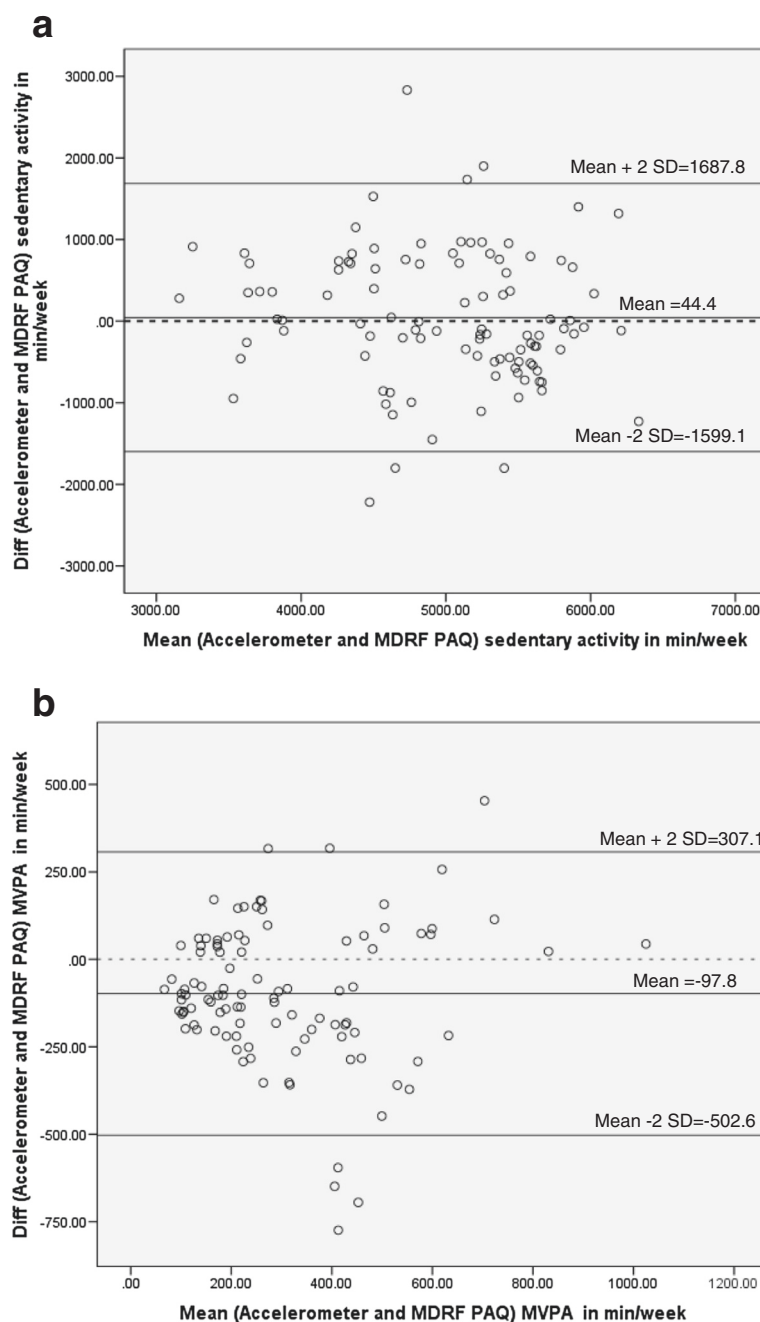 a
Diff (Accelerometer and MDRF PAQ) sedentary activity in
min/week
3000.00
2000.00
1000.00
.00
-1000.00
-2000.00
-3000.00
Mean + 2 SD=1687.8
Mean =44.4
Mean -2 SD=-1599.1
3000.00 4000.00 5000.00 6000.00 7000.00
Mean (Accelerometer and MDRF PAQ) sedentary activity in min/week
b
Diff (Accelerometer and MDRF PAQ) MVPA in min/week
500.00
250.00
.00
-250.00
-500.00
-750.00
Mean + 2 SD=307.1
Mean =-97.8
Mean -2 SD=-502.6
.00 200.00 400.00 600.00 800.00 1000.00 1200.00
Mean (Accelerometer and MDRF PAQ) MVPA in min/week